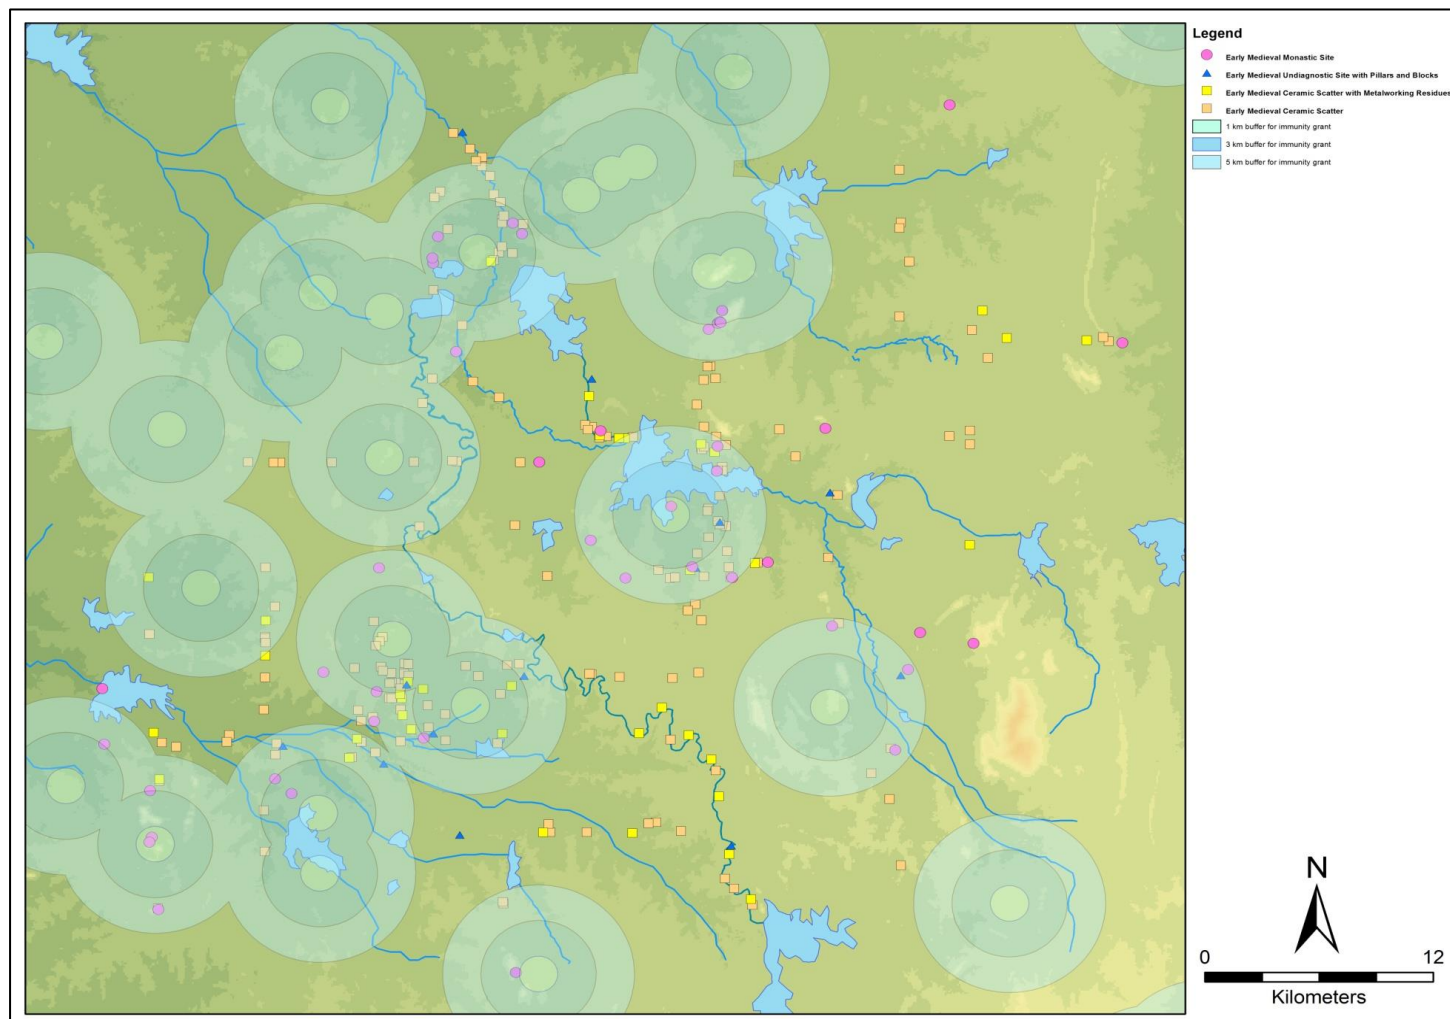 Legend
Early Medieval Monastic Site
Early Medieval Undiagnostic Site with Pillars and Blocks
Early Medieval Ceramic Scatter with Metalworking Residues
Early Medieval Ceramic Scatter
1 km buffer for immunity grant
3 km buffer for immunity grant
5 km buffer for immunity grant
N
0 12
Kilometers